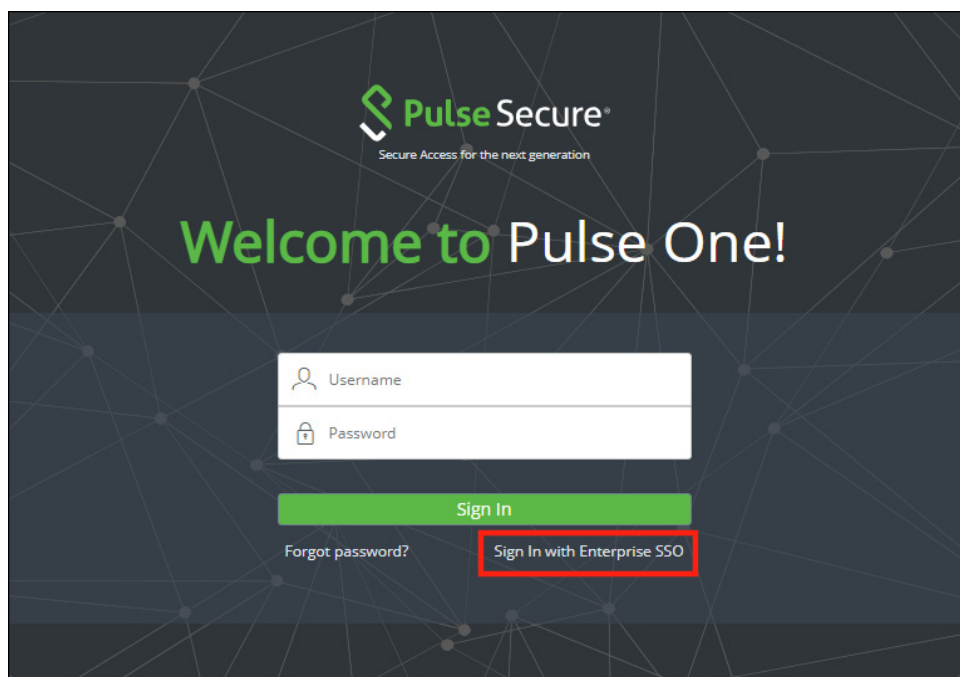 Pulse Secure®
Secure Access for the next generation
Welcome to Pulse One!
Username
Password
Sign In
Forgot password? Sign In with Enterprise SSO